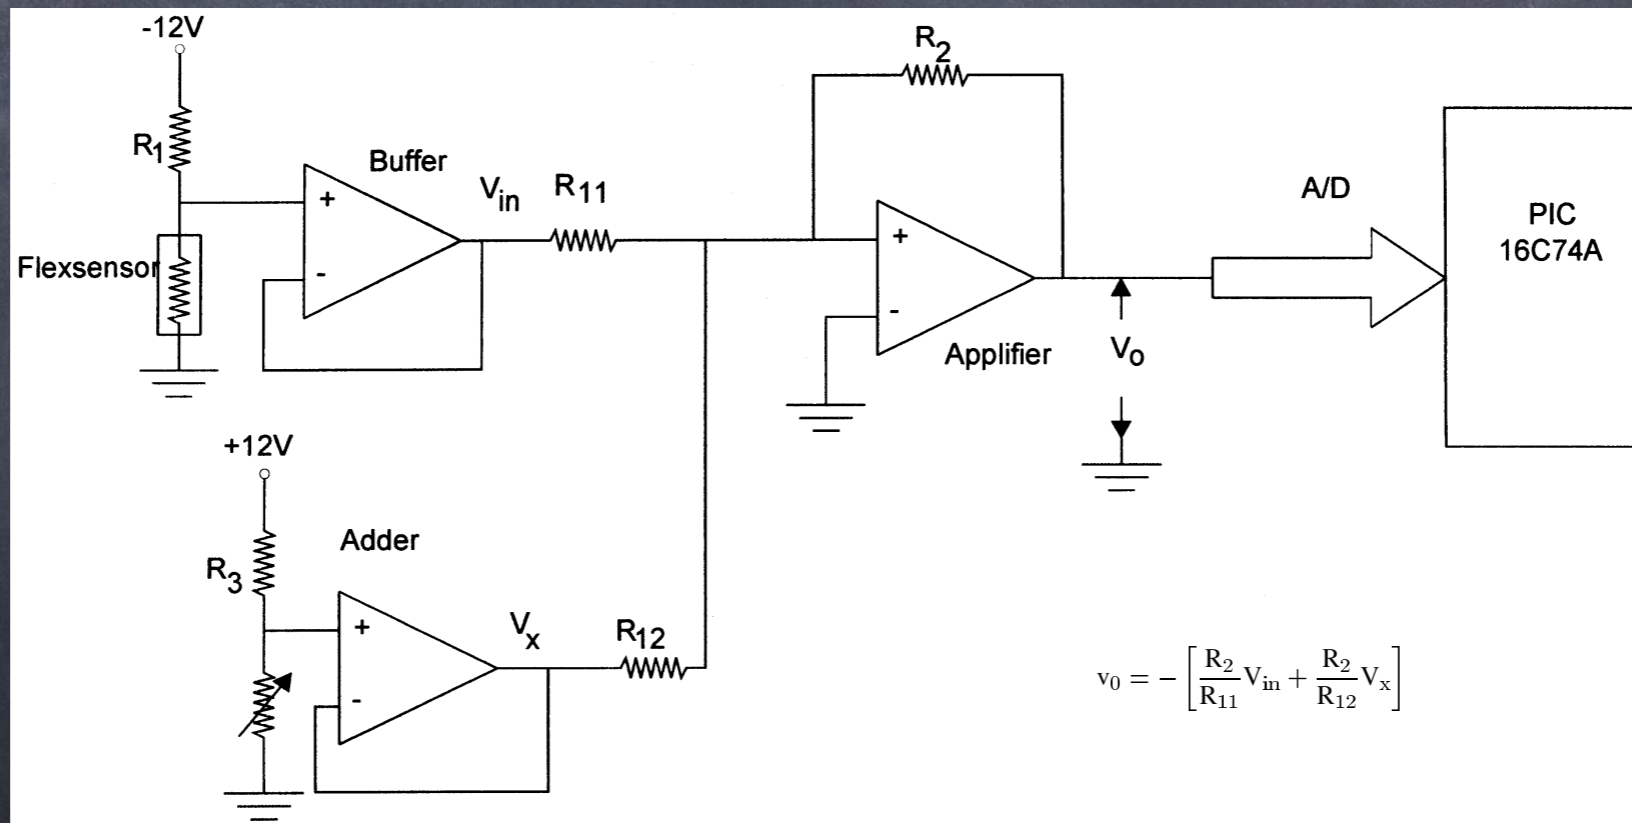 -12V
R1
Flexsensor
+
-
Buffer
Vin
R11
R2
+
-
Applifier
Vo
A/D
PIC
16C74A
+12V
R3
Adder
+
-
Vx
R12
v0 = - [ R2/R11 Vin + R2/R12 Vx ]